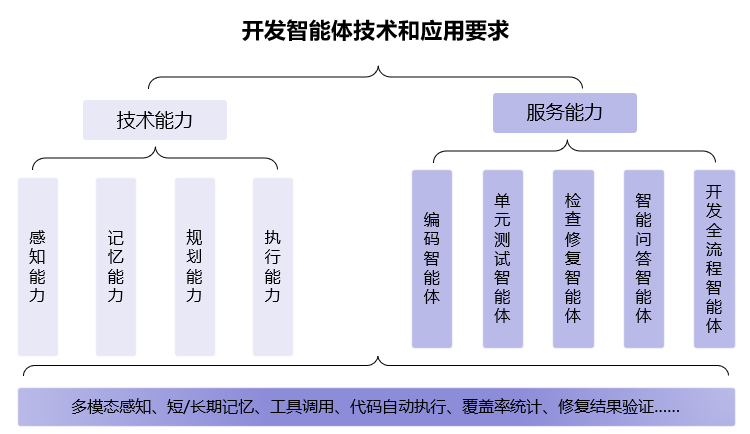 开发智能体技术和应用要求
技术能力
服务能力
感知能力
记忆能力
规划能力
执行能力
编码智能体
单元测试智能体
检查修复智能体
智能问答智能体
开发全流程智能体
多模态感知、短/长期记忆、工具调用、代码自动执行、覆盖率统计、修复结果验证……